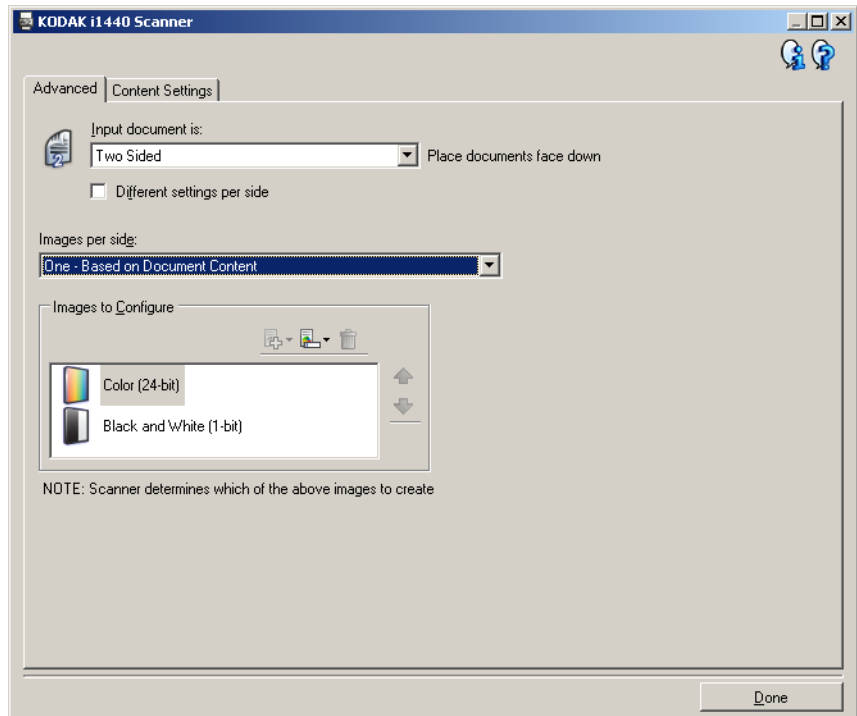 KODAK i1440 Scanner
Advanced Content Settings
Input document is:
2
Two Sided Place documents face down
Different settings per side
Images per side:
One - Based on Document Content
Images to Configure
Color (24-bit)
Black and White (1-bit)
NOTE: Scanner determines which of the above images to create
Done